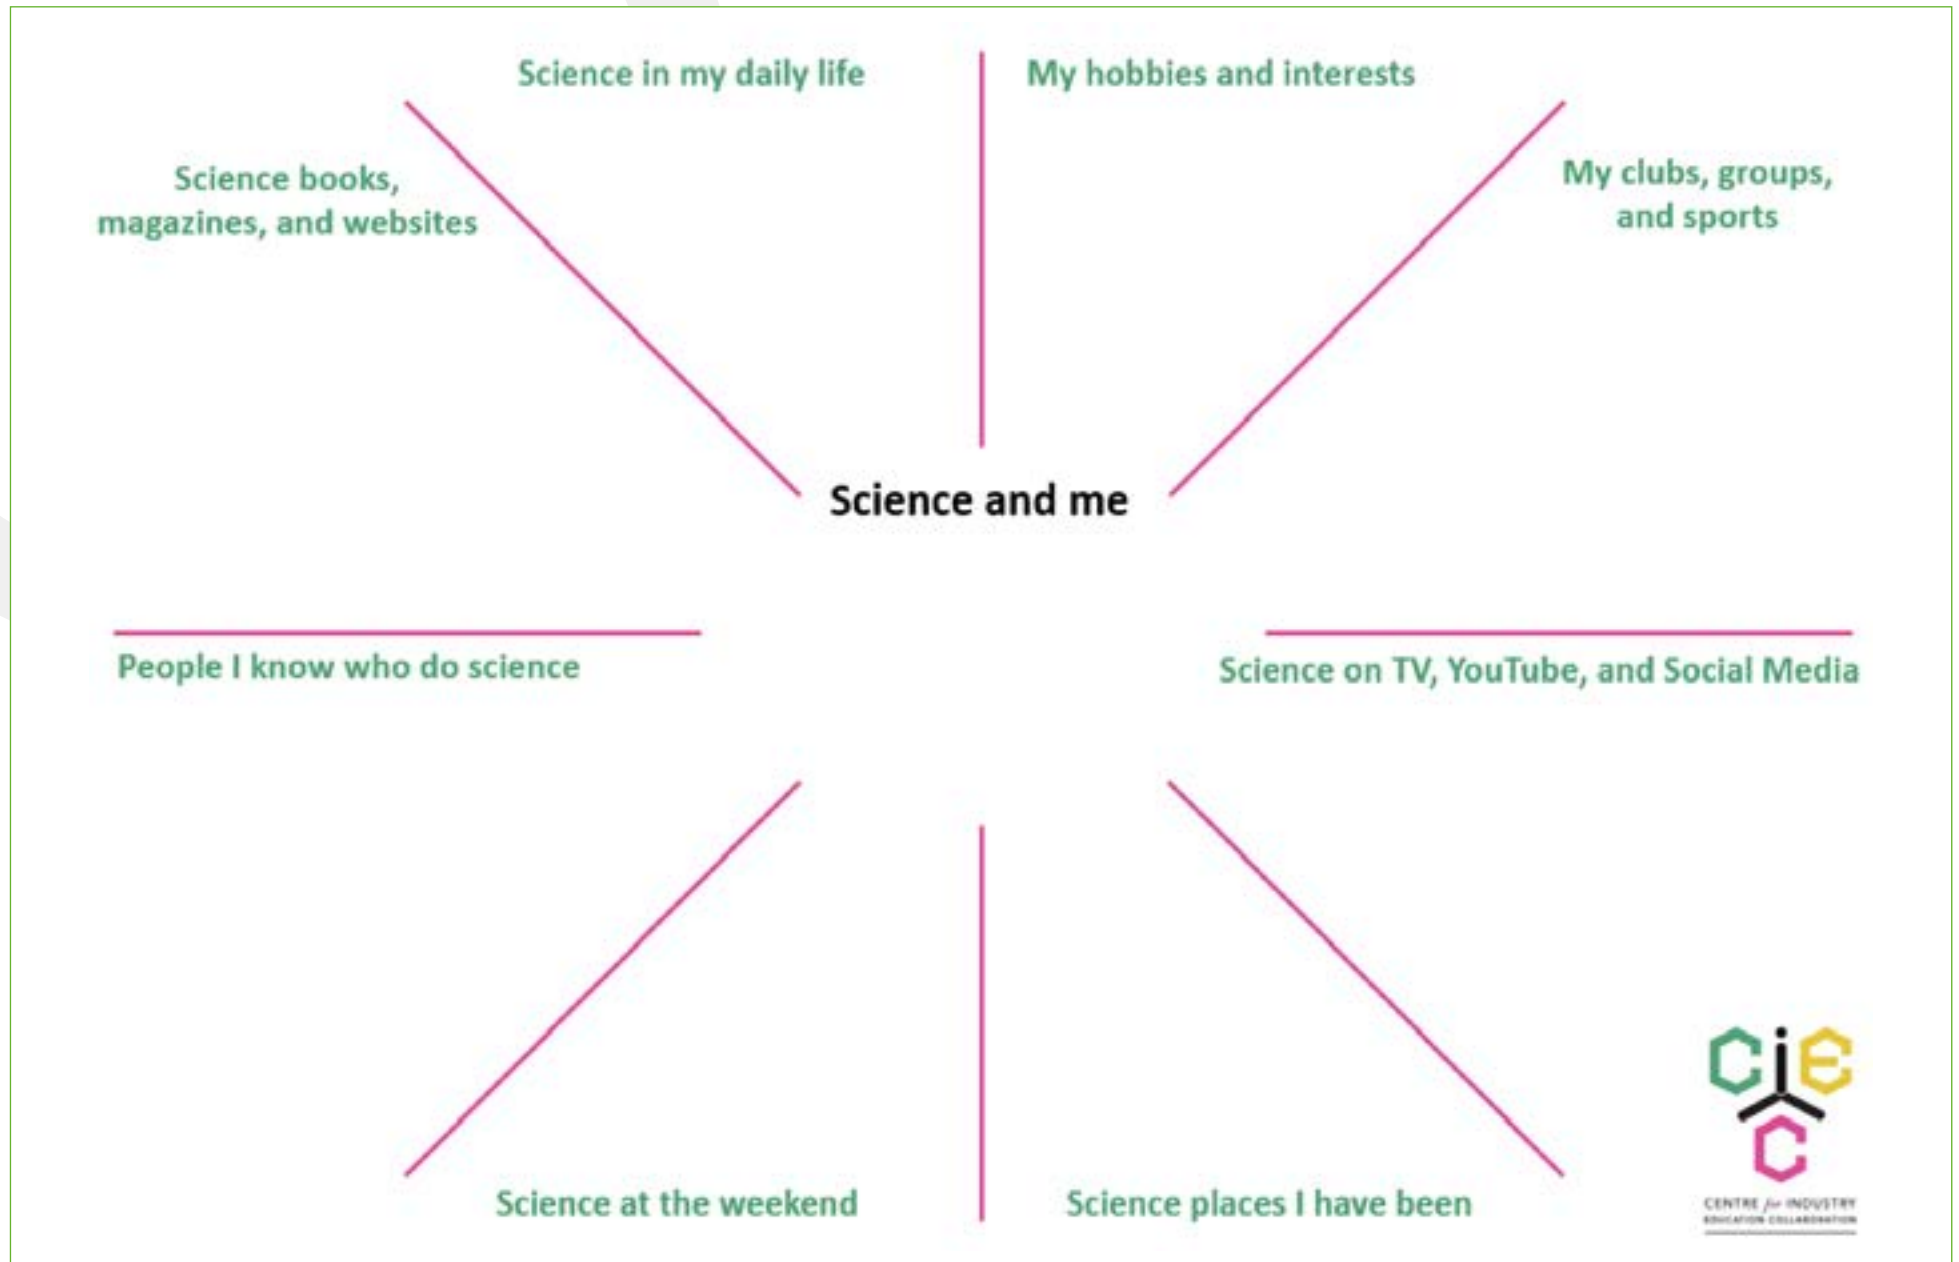 Science in my daily life
My hobbies and interests
Science books,
magazines, and websites
My clubs, groups,
and sports
Science and me
People I know who do science
Science on TV, YouTube, and Social Media
Science at the weekend
Science places I have been
CiEC
CENTRE for INDUSTRY
EDUCATION COLLABORATION